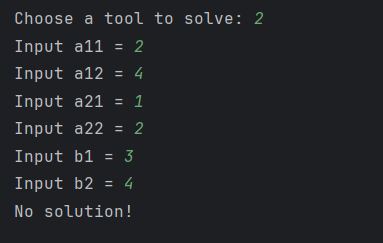 Choose a tool to solve: 2
Input a11 = 2
Input a12 = 4
Input a21 = 1
Input a22 = 2
Input b1 = 3
Input b2 = 4
No solution!